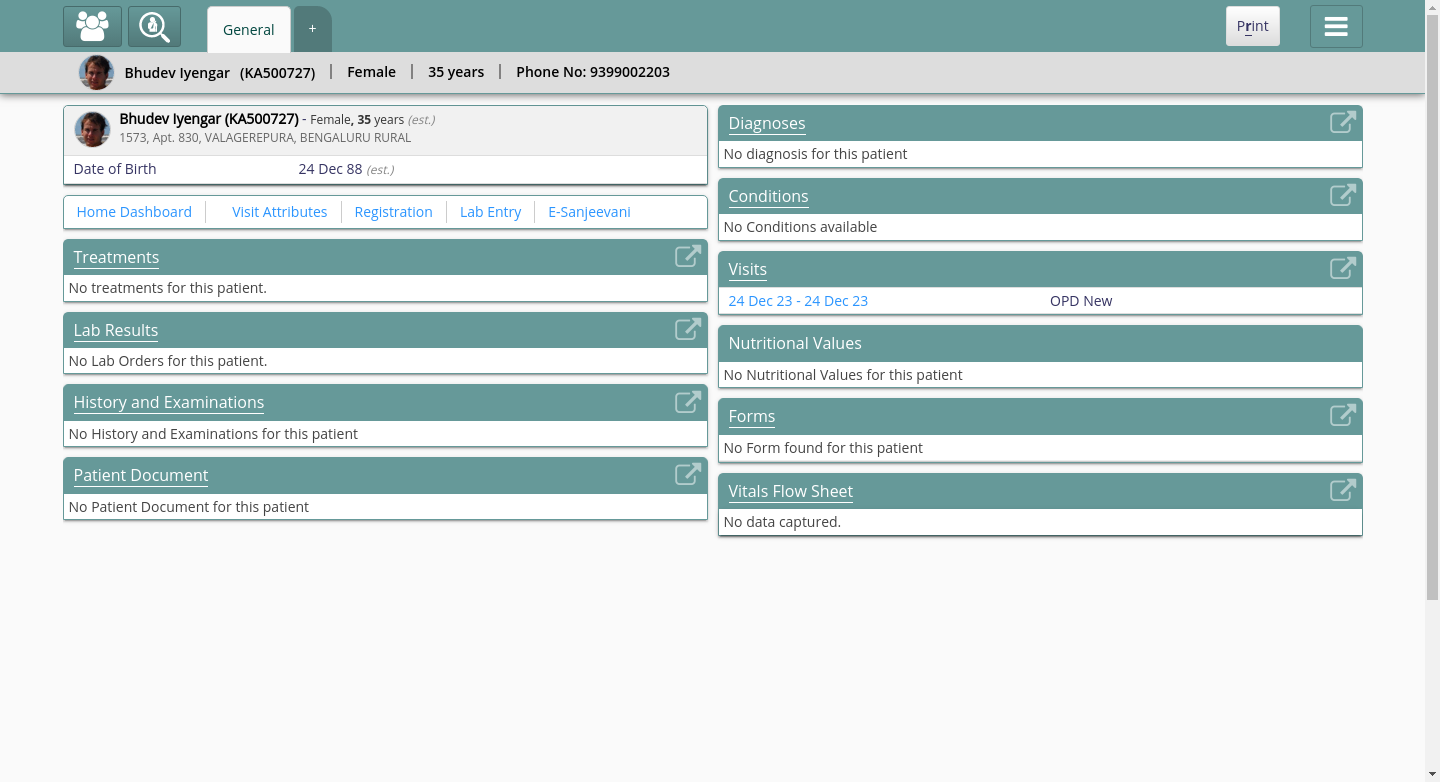 General
+
Print
Bhudev Iyengar (KA500727) | Female | 35 years | Phone No: 9399002203
Bhudev Iyengar (KA500727) - Female, 35 years (est.)
1573, Apt. 830, VALAGEREPURA, BENGALURU RURAL
Date of Birth 24 Dec 88 (est.)
Home Dashboard Visit Attributes Registration Lab Entry E-Sanjeevani
Treatments
No treatments for this patient.
Lab Results
No Lab Orders for this patient.
History and Examinations
No History and Examinations for this patient
Patient Document
No Patient Document for this patient
Diagnoses
No diagnosis for this patient
Conditions
No Conditions available
Visits
24 Dec 23 - 24 Dec 23 OPD New
Nutritional Values
No Nutritional Values for this patient
Forms
No Form found for this patient
Vitals Flow Sheet
No data captured.